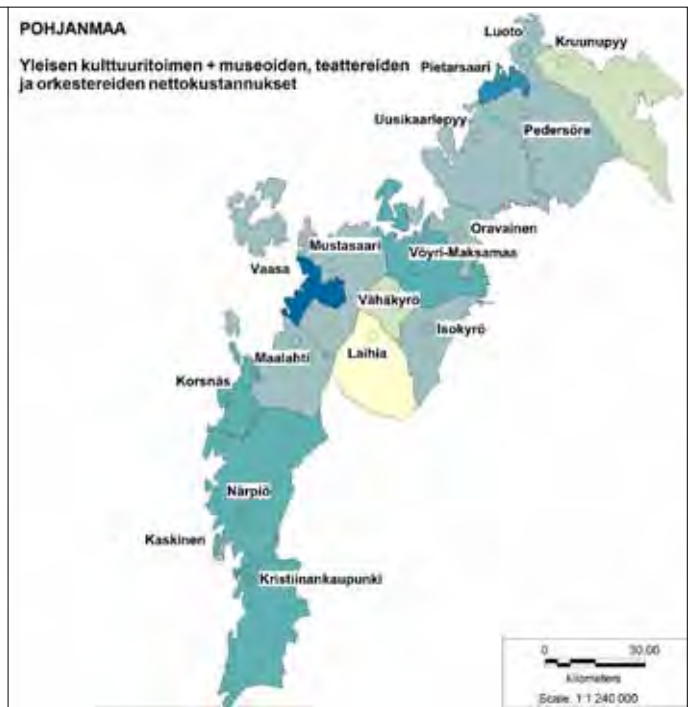 POHJANMAA
Yleisen kulttuuritoimen + museoiden, teattereiden
ja orkestereiden nettokustannukset
Luoto
Kruunupyy
Pietarsaari
Uusikaarlepyy
Pedersöre
Oravainen
Mustasaari
Vöyri-Maksamaa
Vaasa
Vähäkyrö
Isokyrö
Maalahti
Laihia
Korsnäs
Närpiö
Kaskinen
Kristiinankaupunki
0 30,00
Kilometers
Scale: 1:1 240 000